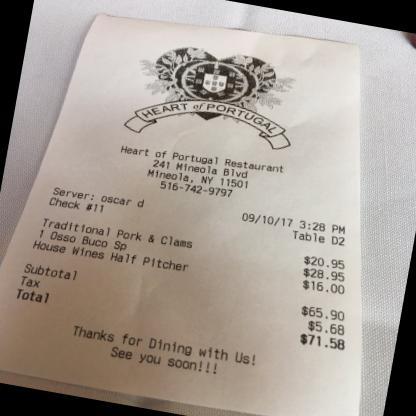 HEART of PORTUGAL
Heart of Portugal Restaurant
241 Mineola Blvd
Mineola, NY 11501
516-742-9797
Server: oscar d 09/10/17 3:28 PM
Check #11 Table D2
Traditional Pork & Clams $20.95
1 Osso Buco Sp $28.95
House Wines Half Pitcher $16.00
Subtotal $65.90
Tax $5.68
Total $71.58
Thanks for Dining with Us!
See you soon!!!